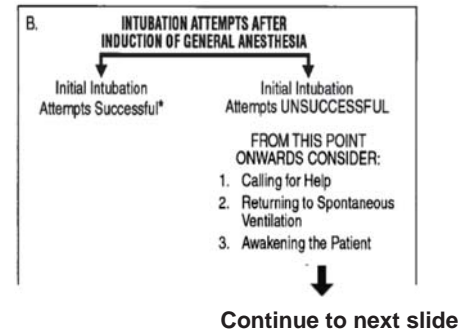 B.
INTUBATION ATTEMPTS AFTER
INDUCTION OF GENERAL ANESTHESIA
Initial Intubation
Attempts Successful*
Initial Intubation
Attempts UNSUCCESSFUL
FROM THIS POINT
ONWARDS CONSIDER:
1. Calling for Help
2. Returning to Spontaneous
Ventilation
3. Awakening the Patient
Continue to next slide